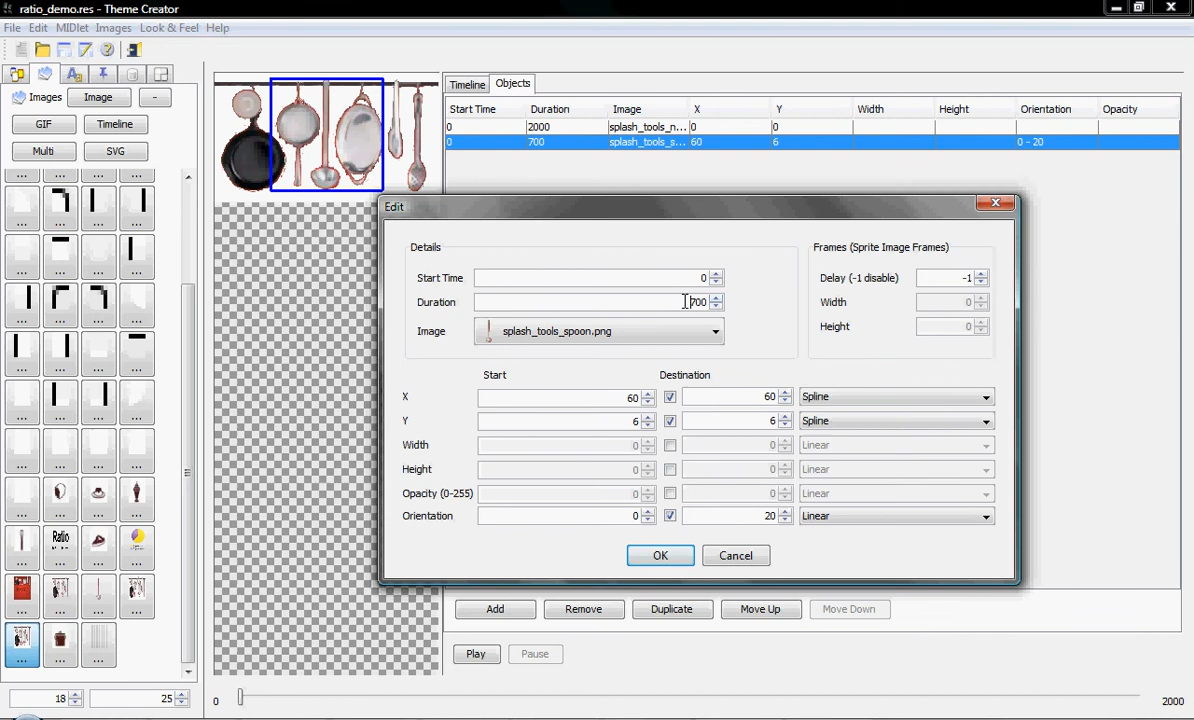 ratio_demo.res - Theme Creator
File Edit MIDlet Images Look & Feel Help
Images Image -
GIF Timeline
Multi SVG
... ... ... ...
... ... ... ...
... ... ... ...
... ... ... ...
... ... ... ...
... ... ... ...
... ... ... ...
... ... ... ...
Ratio
... ... ... ...
... ... ... ...
... ... ...
18 25
Timeline Objects
Start Time Duration Image X Y Width Height Orientation Opacity
0 2000 splash_tools_n... 0 0
0 700 splash_tools_s... 60 6 0 - 20
Edit
Details
Start Time 0
Duration 700
Image splash_tools_spoon.png
Frames (Sprite Image Frames)
Delay (-1 disable) -1
Width 0
Height 0
Start Destination
X 60 60 Spline
Y 6 6 Spline
Width 0 0 Linear
Height 0 0 Linear
Opacity (0-255) 0 0 Linear
Orientation 0 20 Linear
OK Cancel
Add Remove Duplicate Move Up Move Down
Play Pause
0 2000